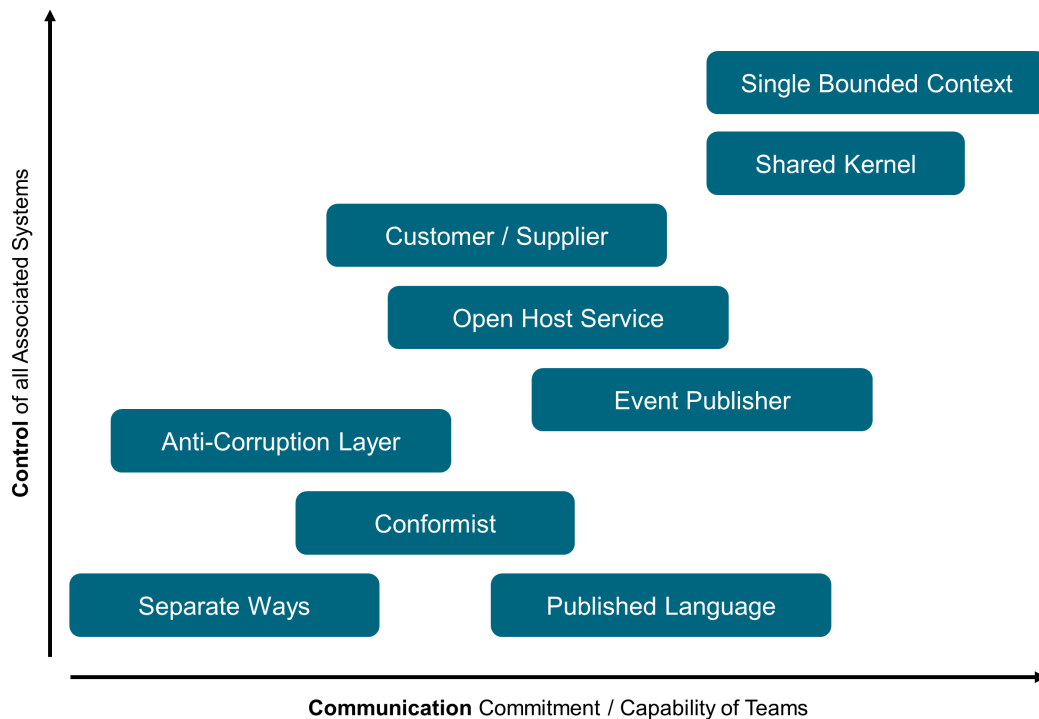 Single Bounded Context
Shared Kernel
Customer / Supplier
Open Host Service
Event Publisher
Anti-Corruption Layer
Conformist
Separate Ways
Published Language
Control of all Associated Systems
Communication Commitment / Capability of Teams